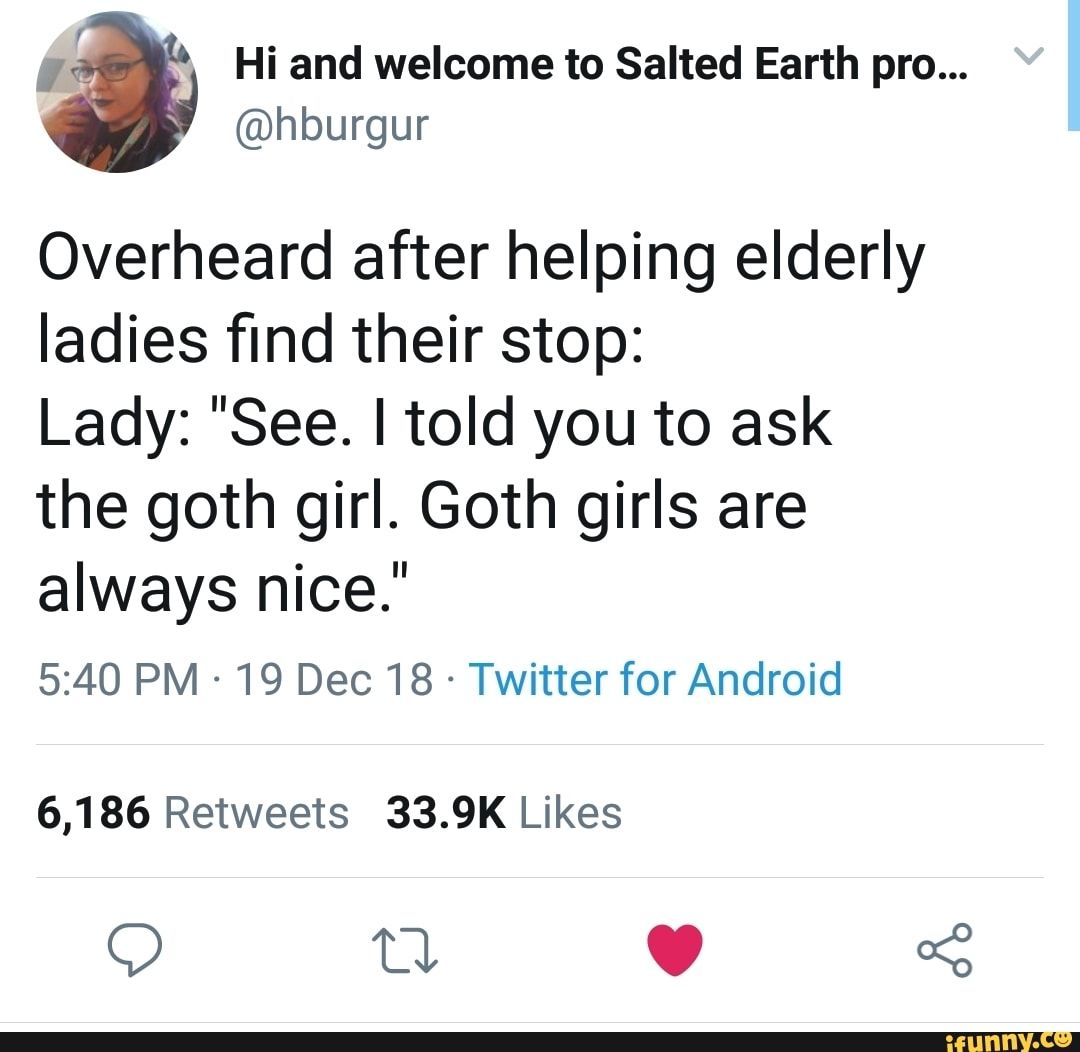 Hi and welcome to Salted Earth pro...
@hburgur
Overheard after helping elderly
ladies find their stop:
Lady: "See. I told you to ask
the goth girl. Goth girls are
always nice."
5:40 PM · 19 Dec 18 · Twitter for Android
6,186 Retweets 33.9K Likes
ifunny.co